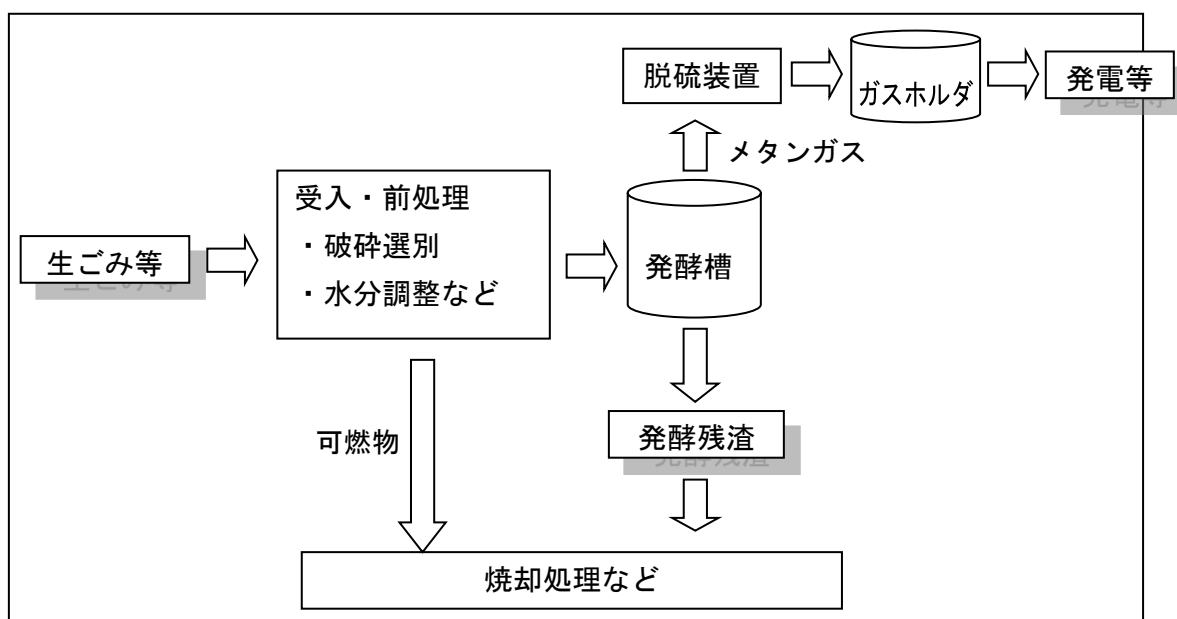 脱硫装置
ガスホルダ
発電等
メタンガス
受入・前処理
・破砕選別
・水分調整など
生ごみ等
発酵槽
可燃物
発酵残渣
焼却処理など